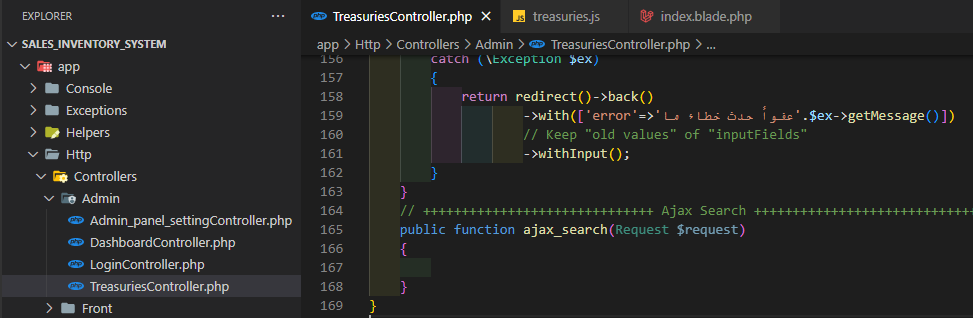 EXPLORER
SALES_INVENTORY_SYSTEM
app
Console
Exceptions
Helpers
Http
Controllers
Admin
Admin_panel_settingController.php
DashboardController.php
LoginController.php
TreasuriesController.php
Front
TreasuriesController.php
JS treasuries.js
index.blade.php
app > Http > Controllers > Admin > TreasuriesController.php > ...
156 catch (\Exception $ex)
157 {
158 return redirect()->back()
159 ->with(['error'=>'عفواً حدث خطاء ما'.$ex->getMessage()])
160 // Keep "old values" of "inputFields"
161 ->withInput();
162 }
163 }
164 // ++++++++++++++++++++++++++++++ Ajax Search +++++++++++++++++++++++++++++
165 public function ajax_search(Request $request)
166 {
167
168 }
169 }